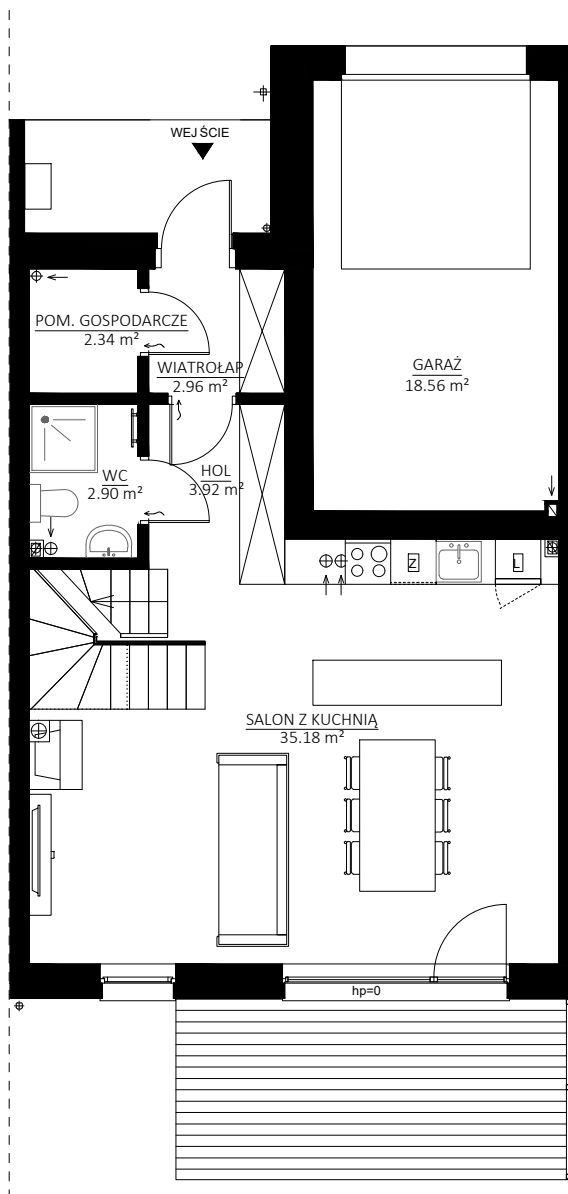 WEJŚCIE
POM. GOSPODARCZE
2.34 m²
WIATROŁAP
2.96 m²
GARAŻ
18.56 m²
WC
2.90 m²
HOL
3.92 m²
Z
L
SALON Z KUCHNIĄ
35.18 m²
hp=0